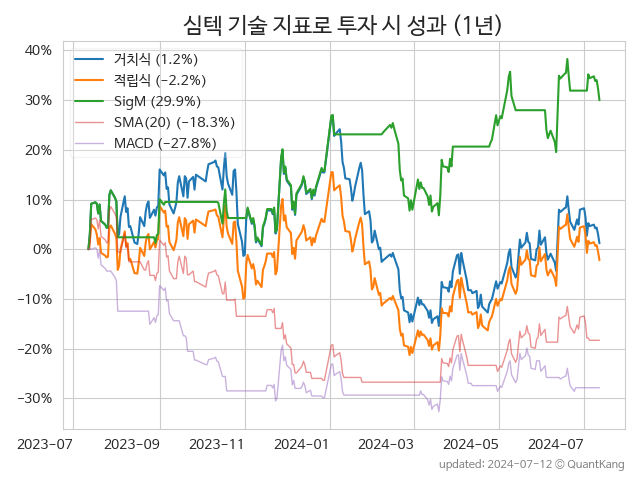 심텍 기술 지표로 투자 시 성과 (1년)
40%
30%
20%
10%
0%
−10%
−20%
−30%
거치식 (1.2%)
적립식 (−2.2%)
SigM (29.9%)
SMA(20) (−18.3%)
MACD (−27.8%)
2023-07 2023-09 2023-11 2024-01 2024-03 2024-05 2024-07
updated: 2024-07-12 © QuantKang